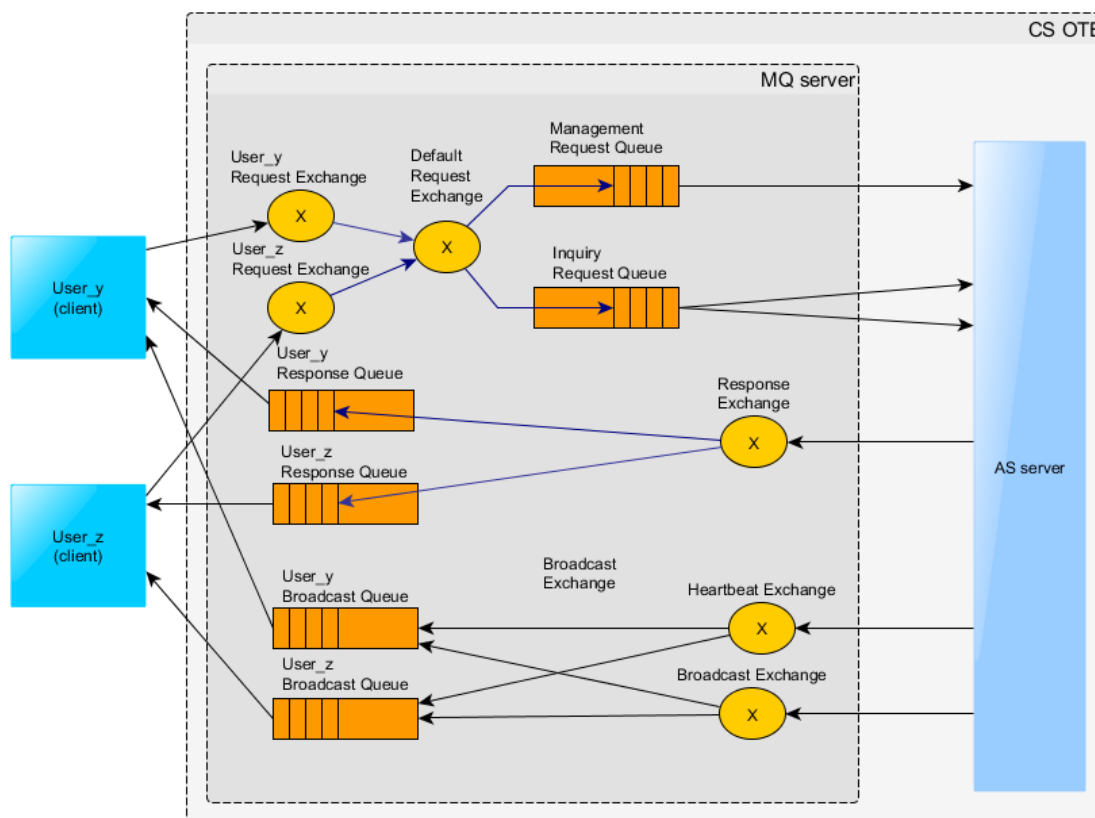 CS OTE
MQ server
Management
Request Queue
User_y
Request Exchange
Default
Request
Exchange
X
X
User_z
Request Exchange
Inquiry
Request Queue
User_y
(client)
X
User_y
Response Queue
Response
Exchange
X
User_z
Response Queue
AS server
User_z
(client)
Broadcast
Exchange
User_y
Broadcast Queue
Heartbeat Exchange
X
User_z
Broadcast Queue
Broadcast Exchange
X